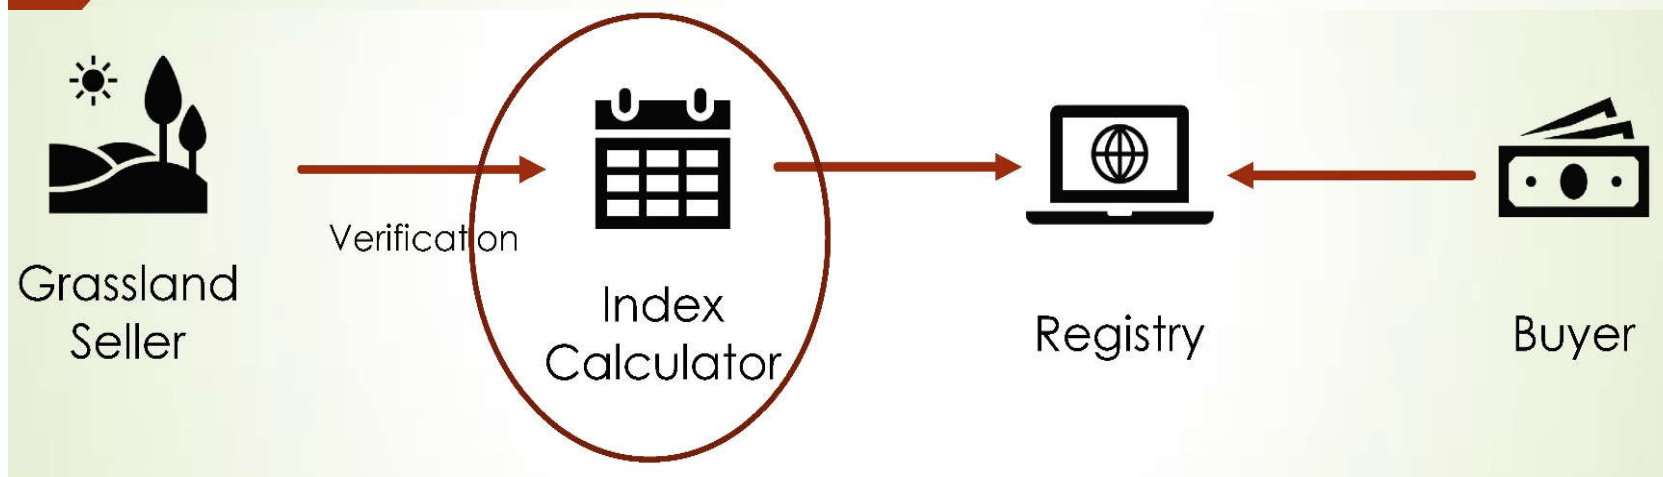 Verification
Grassland
Seller
Index
Calculator
Registry
Buyer